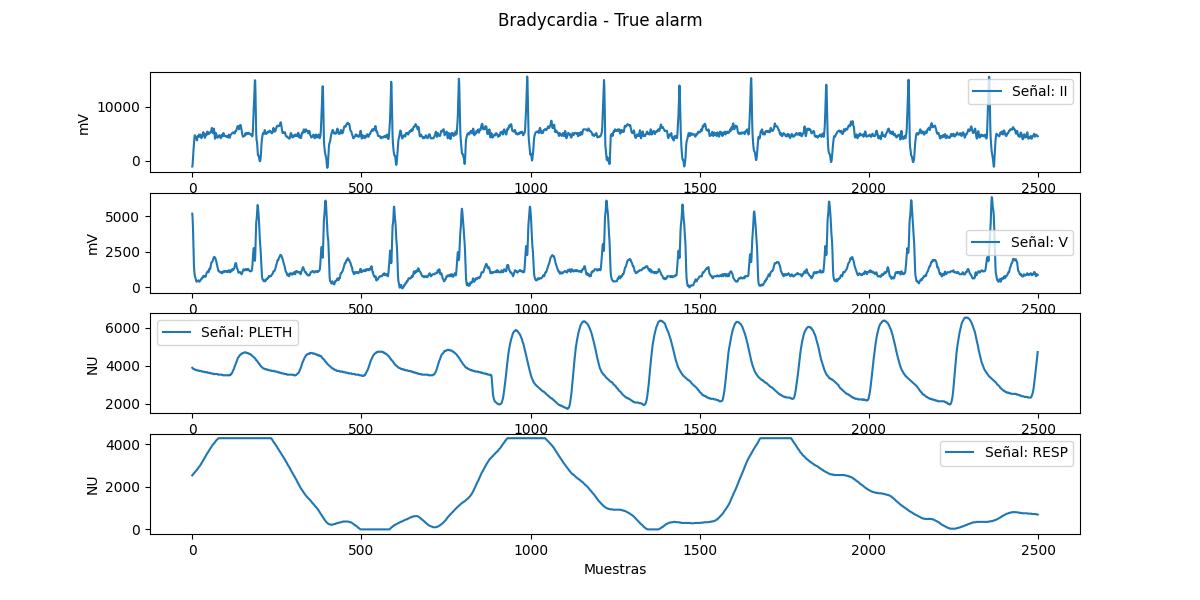 Bradycardia - True alarm
10000
0
mV
Señal: II
0 500 1000 1500 2000 2500
5000
2500
0
mV
Señal: V
0 500 1000 1500 2000 2500
6000
4000
2000
NU
Señal: PLETH
0 500 1000 1500 2000 2500
4000
2000
0
NU
Señal: RESP
0 500 1000 1500 2000 2500
Muestras